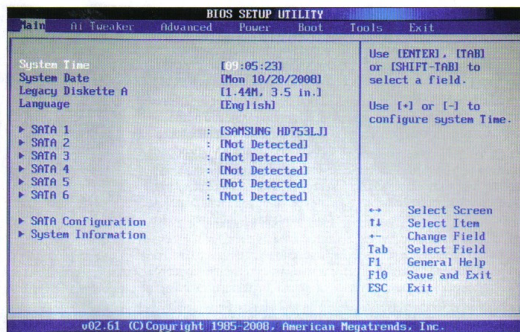 BIOS SETUP UTILITY
Main Ai Tweaker Advanced Power Boot Tools Exit
System Time [09:05:23]
System Date [Mon 10/20/2008]
Legacy Diskette A [1.44M, 3.5 in.]
Language [English]
▶ SATA 1 : [SAMSUNG HD753LJ]
▶ SATA 2 : [Not Detected]
▶ SATA 3 : [Not Detected]
▶ SATA 4 : [Not Detected]
▶ SATA 5 : [Not Detected]
▶ SATA 6 : [Not Detected]
▶ SATA Configuration
▶ System Information
Use [ENTER], [TAB]
or [SHIFT-TAB] to
select a field.
Use [+] or [-] to
configure system Time.
↔ Select Screen
↑↓ Select Item
+- Change Field
Tab Select Field
F1 General Help
F10 Save and Exit
ESC Exit
v02.61 (C)Copyright 1985-2008, American Megatrends, Inc.